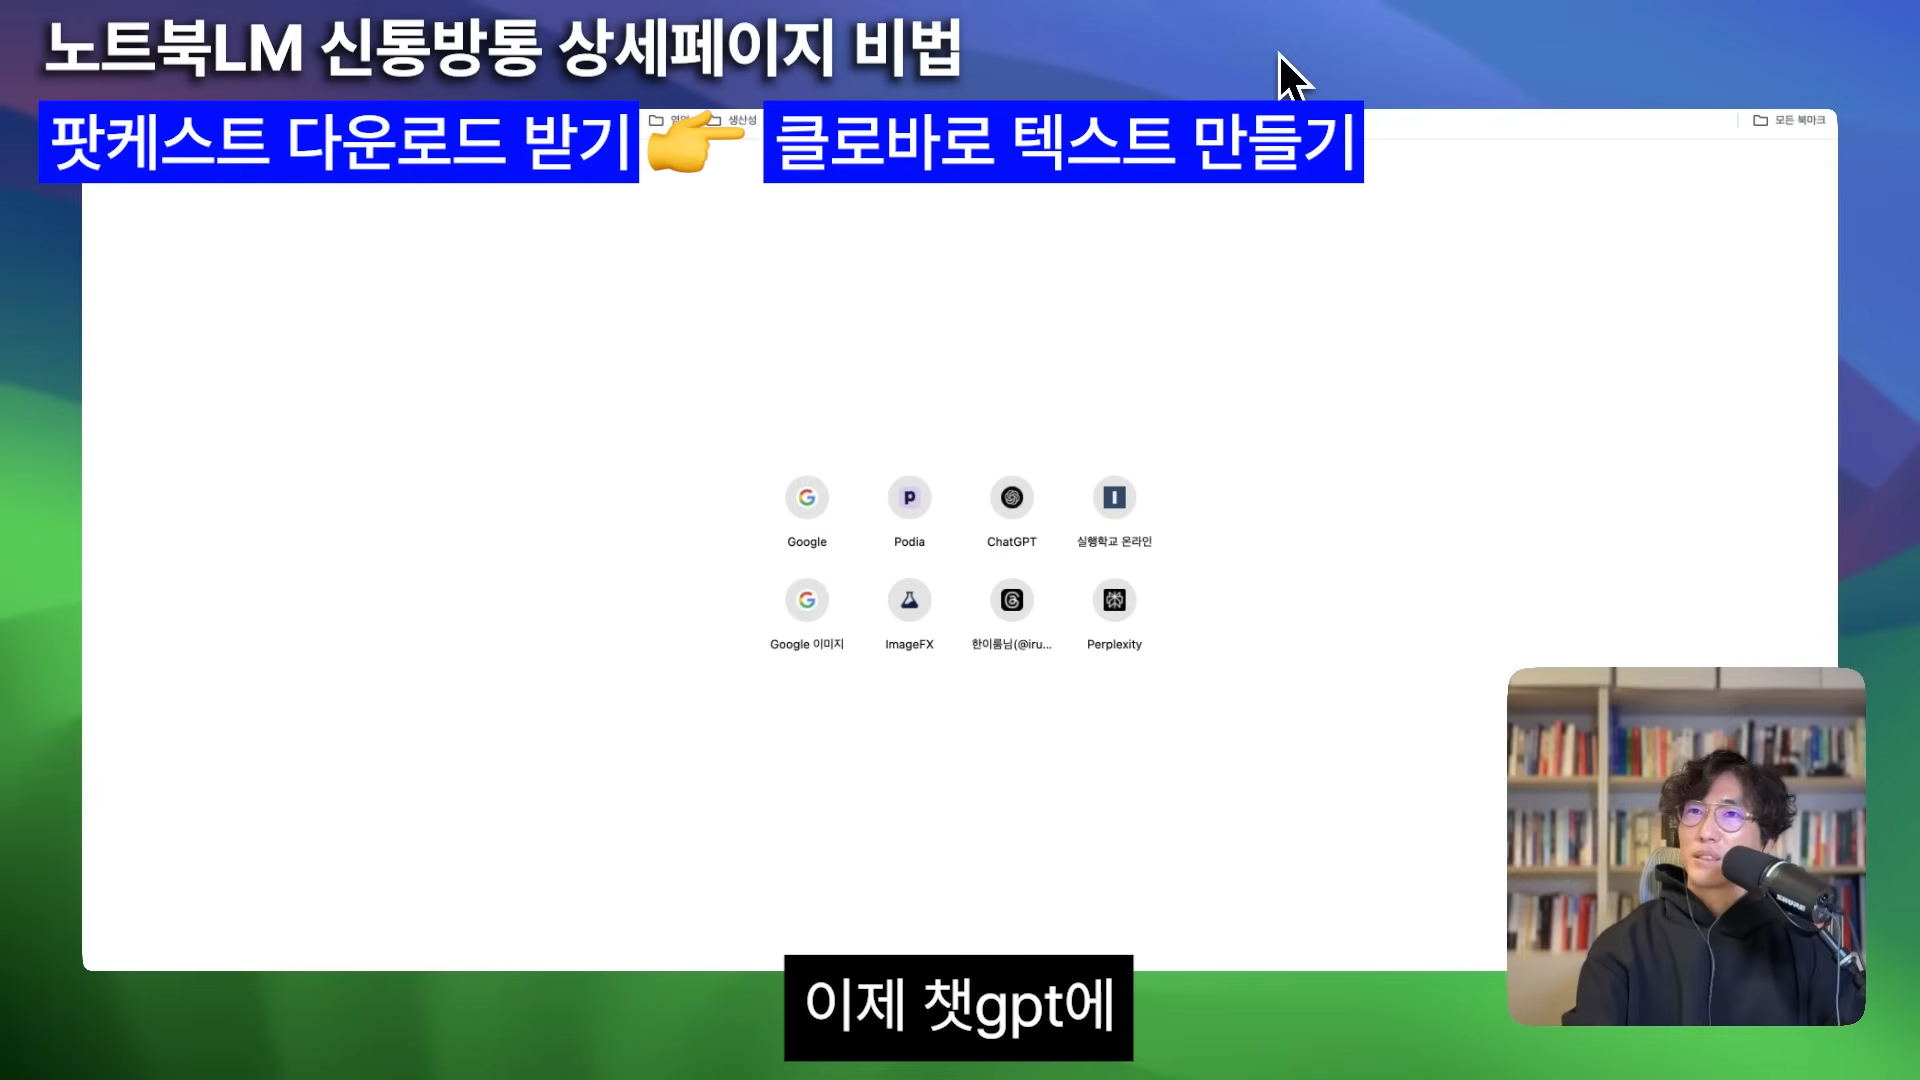 노트북LM 신통방통 상세페이지 비법
팟케스트 다운로드 받기 👉 클로바로 텍스트 만들기
생산성
모든 북마크
Google
Podia
ChatGPT
실행학교 온라인
Google 이미지
ImageFX
한이룸님(@iru...
Perplexity
SHURE
이제 챗gpt에